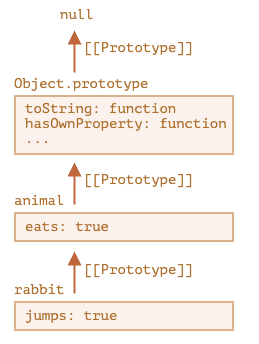 null
[[Prototype]]
Object.prototype
toString: function
hasOwnProperty: function
...
[[Prototype]]
animal
eats: true
[[Prototype]]
rabbit
jumps: true